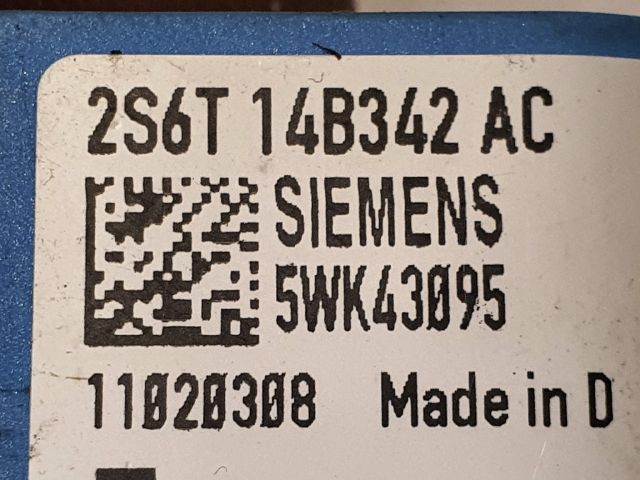 2S6T 14B342 AC
SIEMENS
5WK43095
11020308 Made in D